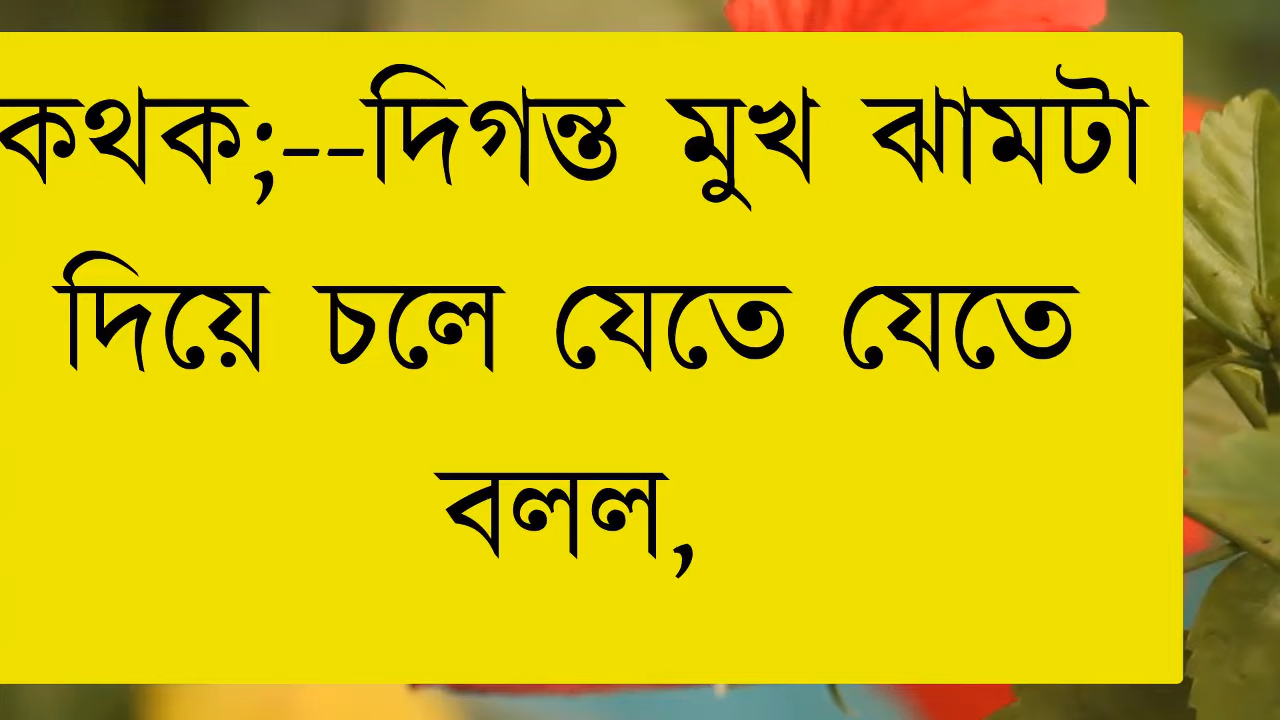 কথক;--দিগন্ত মুখ ঝামটা
দিয়ে চলে যেতে যেতে
বলল,